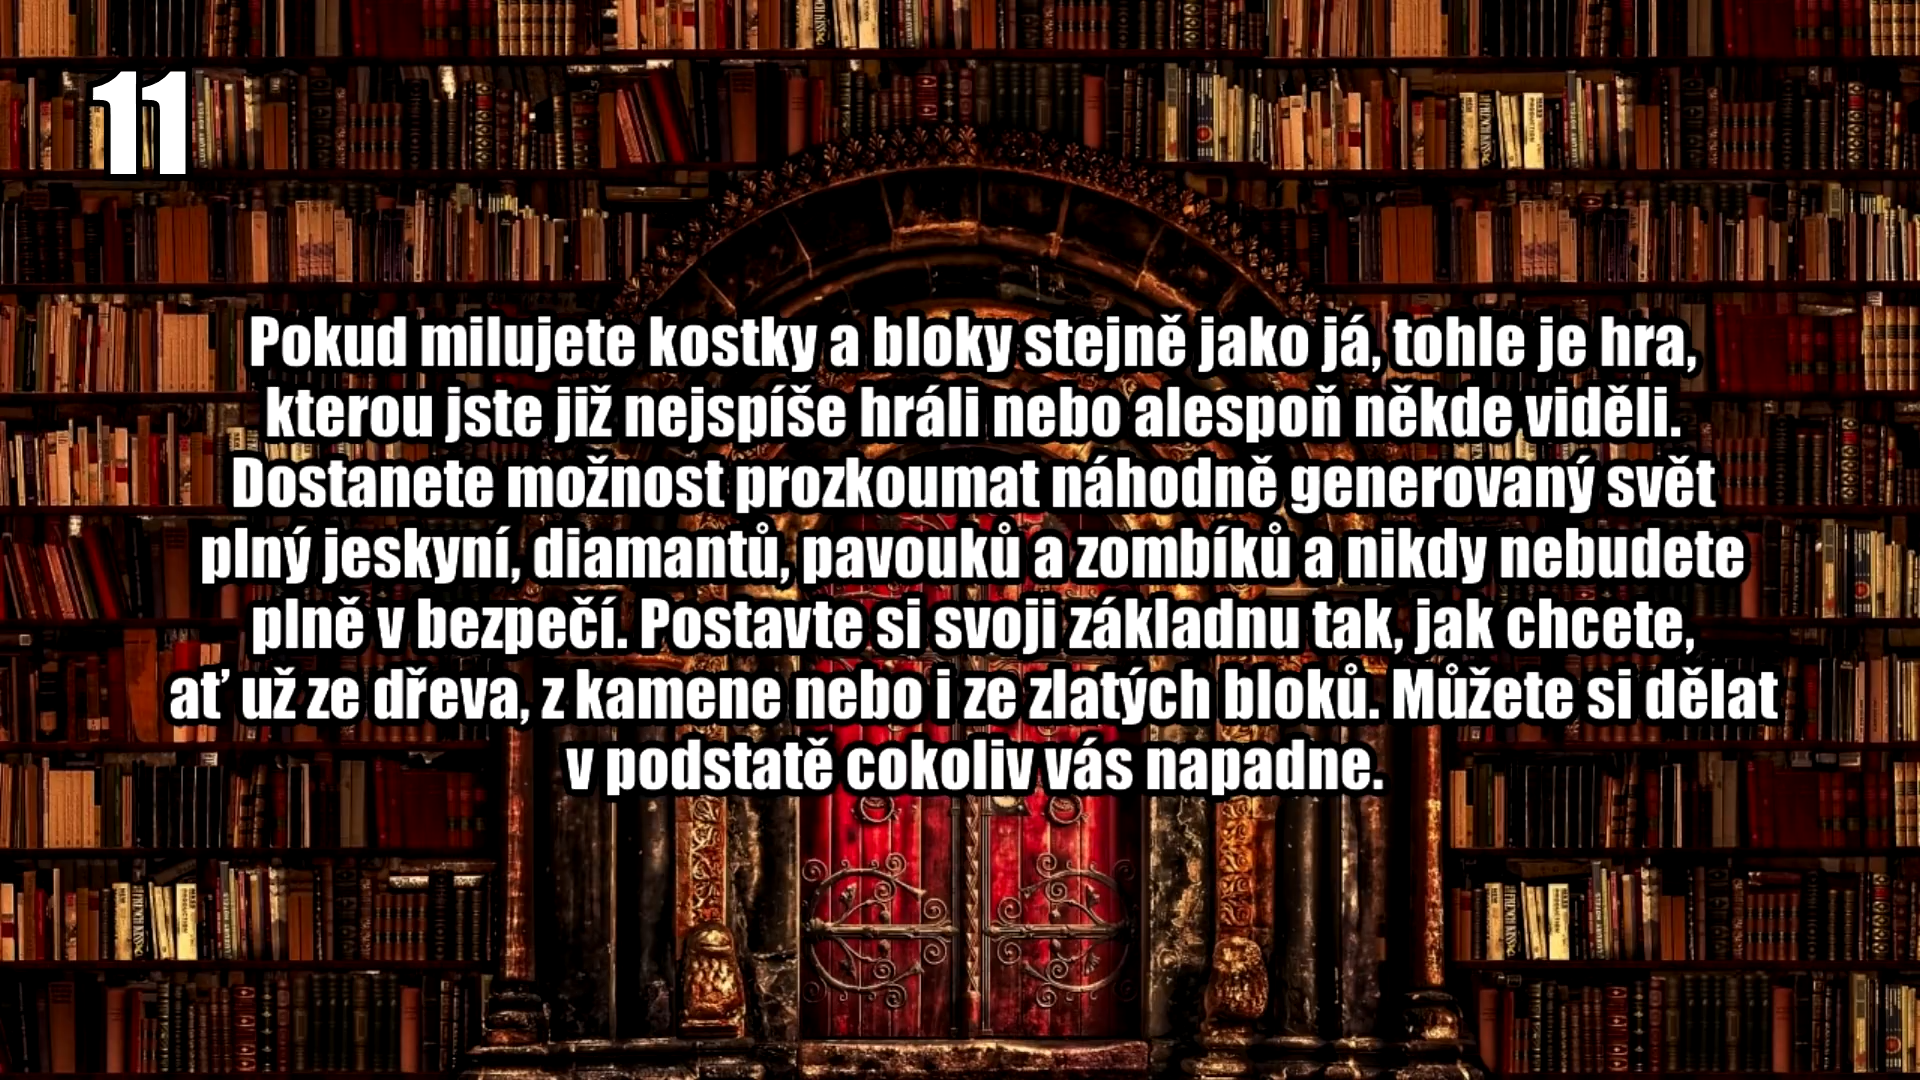 11
Pokud milujete kostky a bloky stejně jako já, tohle je hra,
kterou jste již nejspíše hráli nebo alespoň někde viděli.
Dostanete možnost prozkoumat náhodně generovaný svět
plný jeskyní, diamantů, pavouků a zombíků a nikdy nebudete
plně v bezpečí. Postavte si svoji základnu tak, jak chcete,
ať už ze dřeva, z kamene nebo i ze zlatých bloků. Můžete si dělat
v podstatě cokoliv vás napadne.